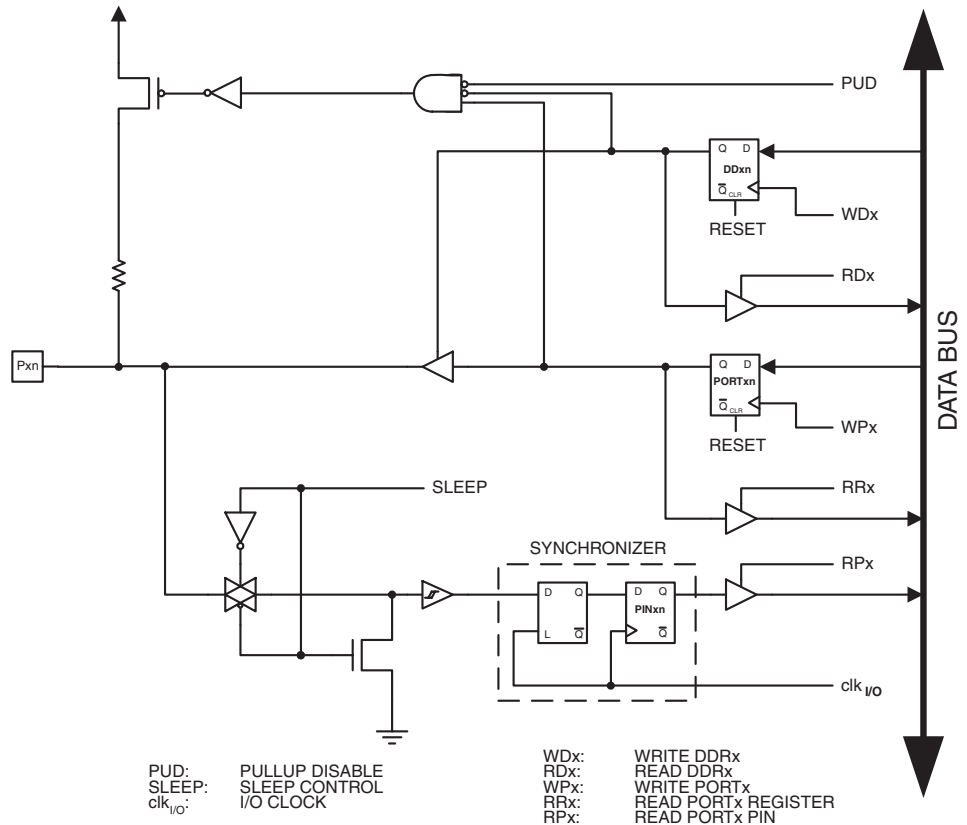 PUD
Q D
DDxn
Q CLR
WDx
RESET
RDx
Pxn
Q D
PORTxn
Q CLR
WPx
RESET
DATA BUS
SLEEP
RRx
SYNCHRONIZER
RPx
D Q
L Q
D Q
PINxn
Q
clk I/O
PUD: PULLUP DISABLE
SLEEP: SLEEP CONTROL
clkI/O: I/O CLOCK
WDx: WRITE DDRx
RDx: READ DDRx
WPx: WRITE PORTx
RRx: READ PORTx REGISTER
RPx: READ PORTx PIN